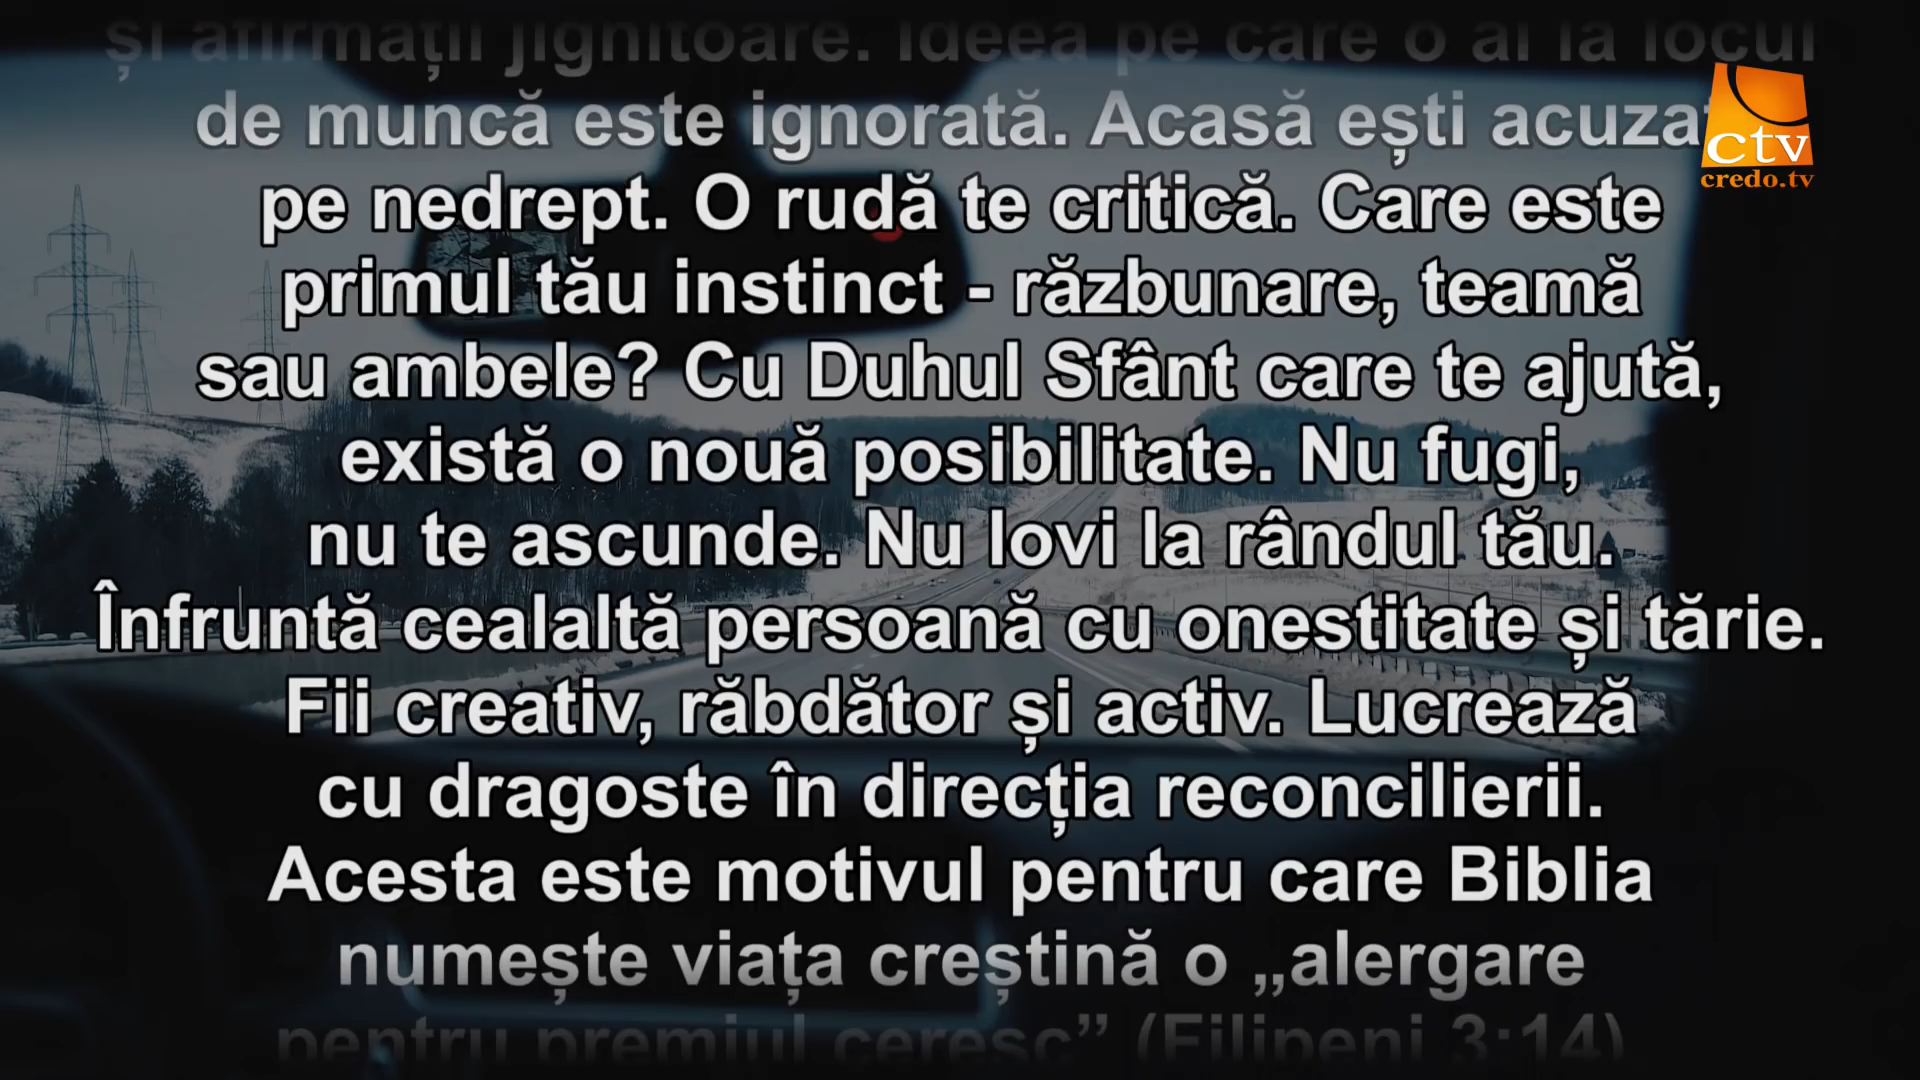 și afirmații jignitoare. Ideea pe care o ai la locul
de muncă este ignorată. Acasă ești acuzat
pe nedrept. O rudă te critică. Care este
primul tău instinct - răzbunare, teamă
sau ambele? Cu Duhul Sfânt care te ajută,
există o nouă posibilitate. Nu fugi,
nu te ascunde. Nu lovi la rândul tău.
Înfruntă cealaltă persoană cu onestitate și tărie.
Fii creativ, răbdător și activ. Lucrează
cu dragoste în direcția reconcilierii.
Acesta este motivul pentru care Biblia
numește viața creștină o „alergare
pentru premiul ceresc” (Filipeni 3:14)
ctv
credo.tv